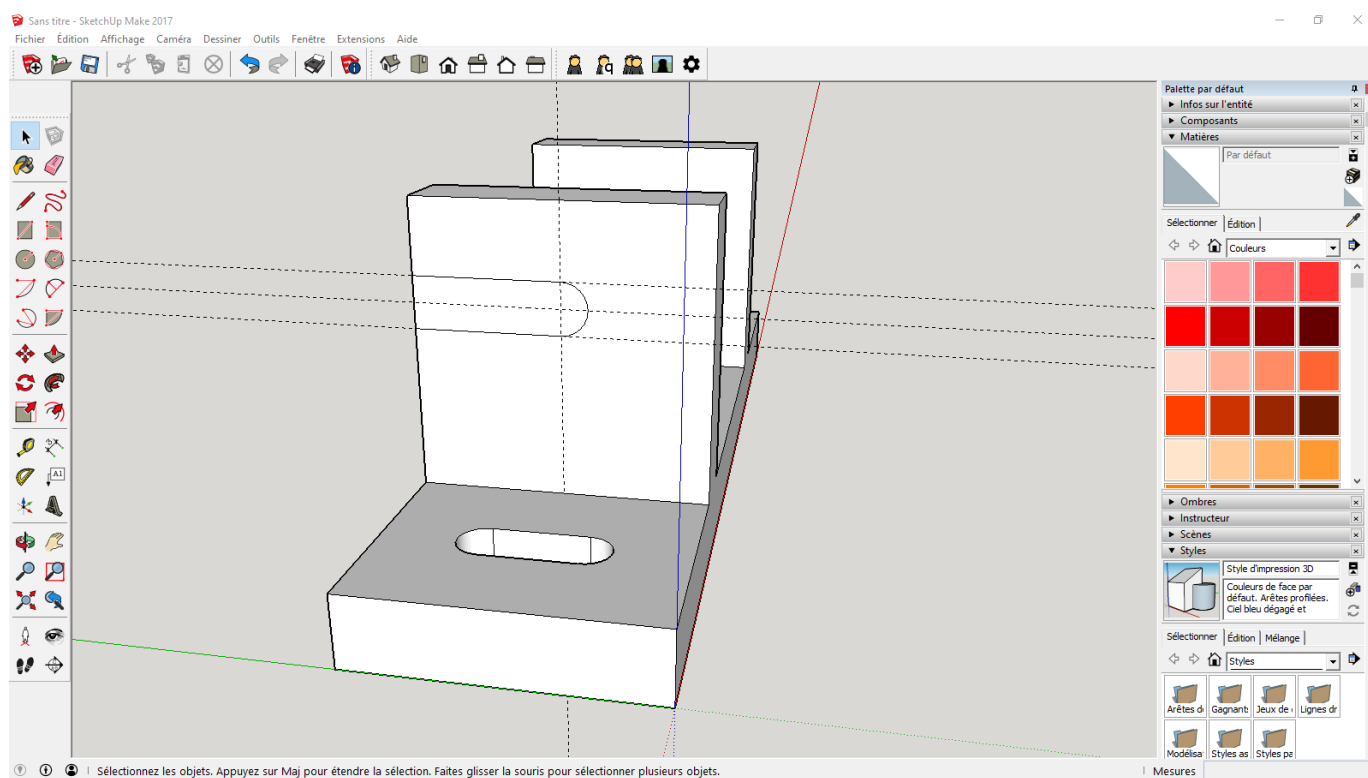 Sans titre - SketchUp Make 2017
Fichier Édition Affichage Caméra Dessiner Outils Fenêtre Extensions Aide
Palette par défaut
Infos sur l'entité
Composants
Matières
Par défaut
Sélectionner Édition
Couleurs
A1
Ombres
Instructeur
Scènes
Styles
Style d'impression 3D
Couleurs de face par
défaut. Arêtes profilées.
Ciel bleu dégagé et
Sélectionner Édition Mélange
Styles
Arêtes d Gagnant Jeux de Lignes dr
Modélisa Styles as Styles pa
Sélectionnez les objets. Appuyez sur Maj pour étendre la sélection. Faites glisser la souris pour sélectionner plusieurs objets.
Mesures